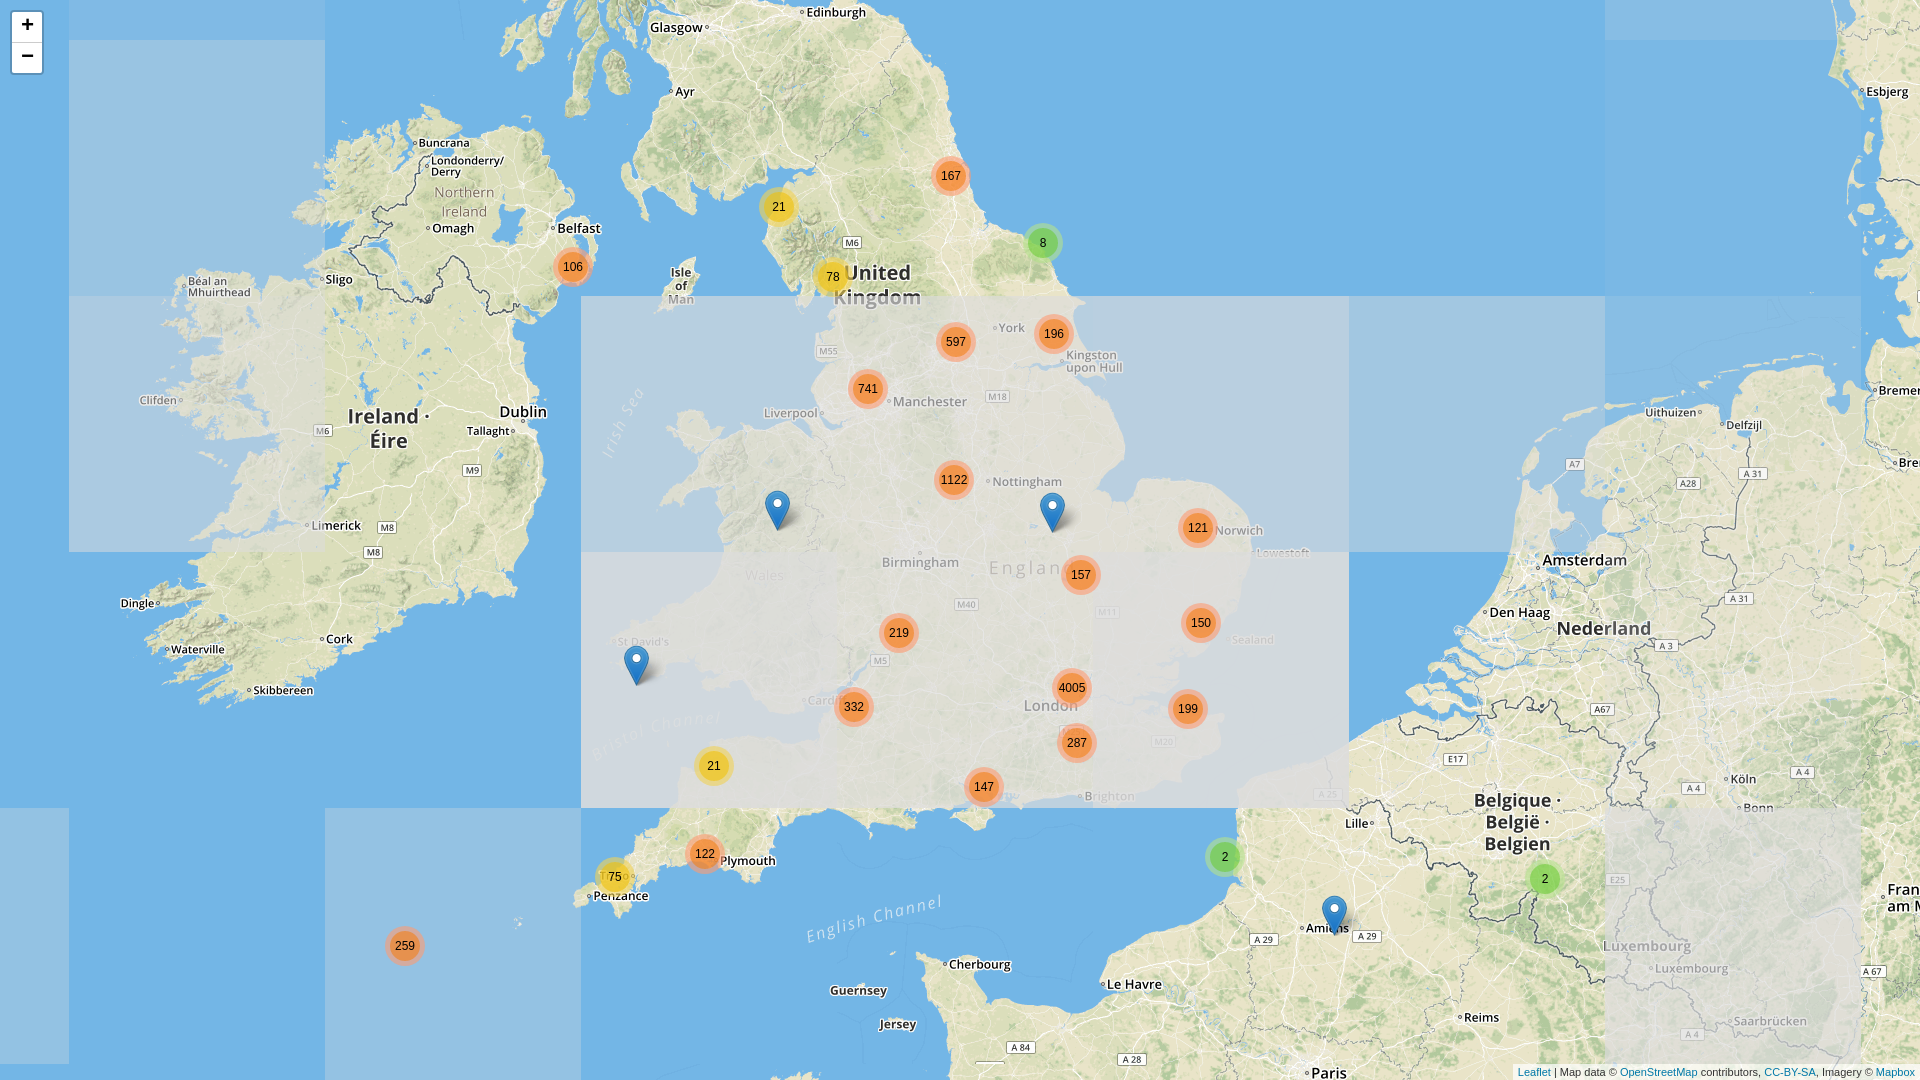 +
−
Glasgow
Edinburgh
Ayr
Esbjerg
Buncrana
Londonderry/
Derry
Northern
Ireland
Omagh
Belfast
167
21
8
M6
106
78
United
Kingdom
Isle
of
Man
Béal an
Mhuirthead
Sligo
597
York
196
Kingston
upon Hull
M55
741
Manchester
M18
Liverpool
Clifden
Ireland ·
Éire
M6
Dublin
Tallaght
M9
Irish Sea
Uithuizen
Delfzijl
A7
A 31
A28
1122
Nottingham
Limerick
M8
M8
121
Norwich
Lowestoft
Birmingham
Englan
157
Wales
Amsterdam
M40
M11
A 31
Dingle
Den Haag
Nederland
Cork
Waterville
219
150
Sealand
St David's
M5
A 3
Skibbereen
4005
London
199
332
Cardiff
A67
Bristol Channel
287
M20
E17
21
147
Brighton
A 25
Köln
A 4
A 4
Bonn
Belgique ·
België ·
Belgien
Lille
122
Plymouth
2
75
Penzance
2
E25
English Channel
259
Amiens
A 29
A 29
Luxembourg
Luxembourg
A 67
Cherbourg
Le Havre
Guernsey
Jersey
Reims
Saarbrücken
A 4
A 84
A 28
Paris
Leaflet | Map data © OpenStreetMap contributors, CC-BY-SA, Imagery © Mapbox